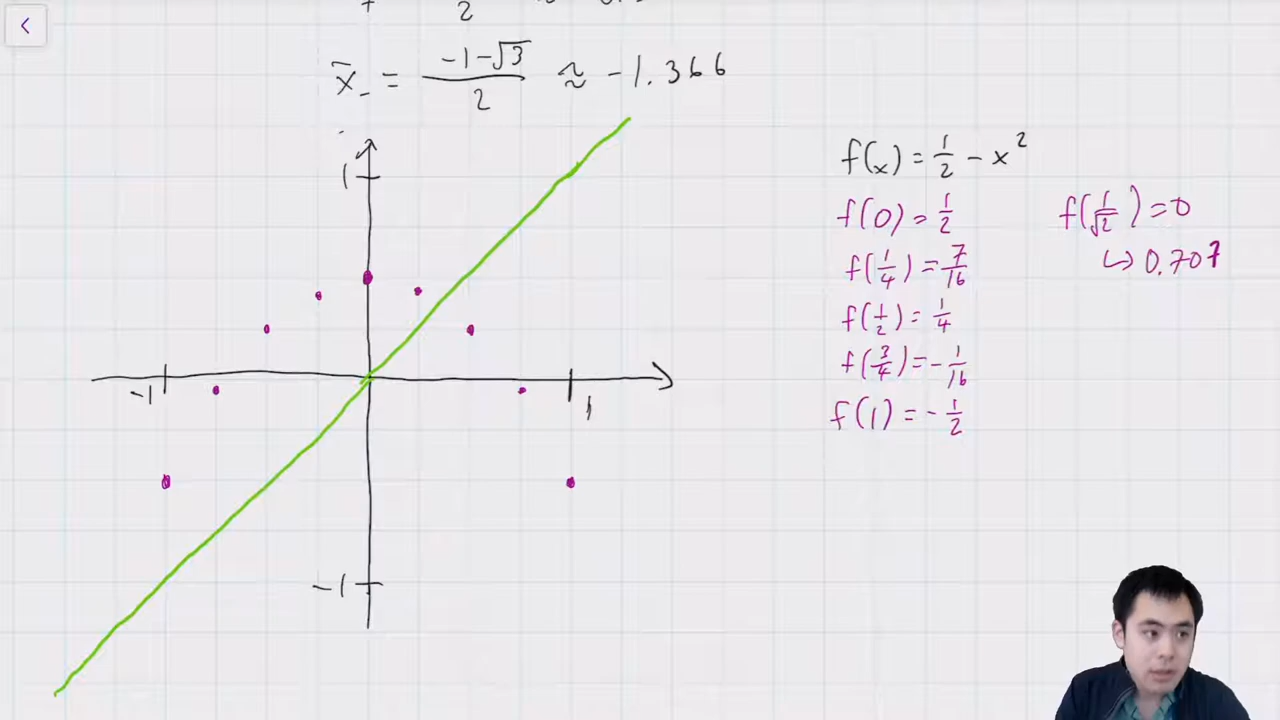 x̄₋ = (-1-√3)/2 ≈ -1.366
f(x) = 1/2 - x²
f(0) = 1/2
f(1/4) = 7/16
f(1/2) = 1/4
f(3/4) = -1/16
f(1) = -1/2
f(1/√2) = 0
↪ 0.707
1
-1
1
-1